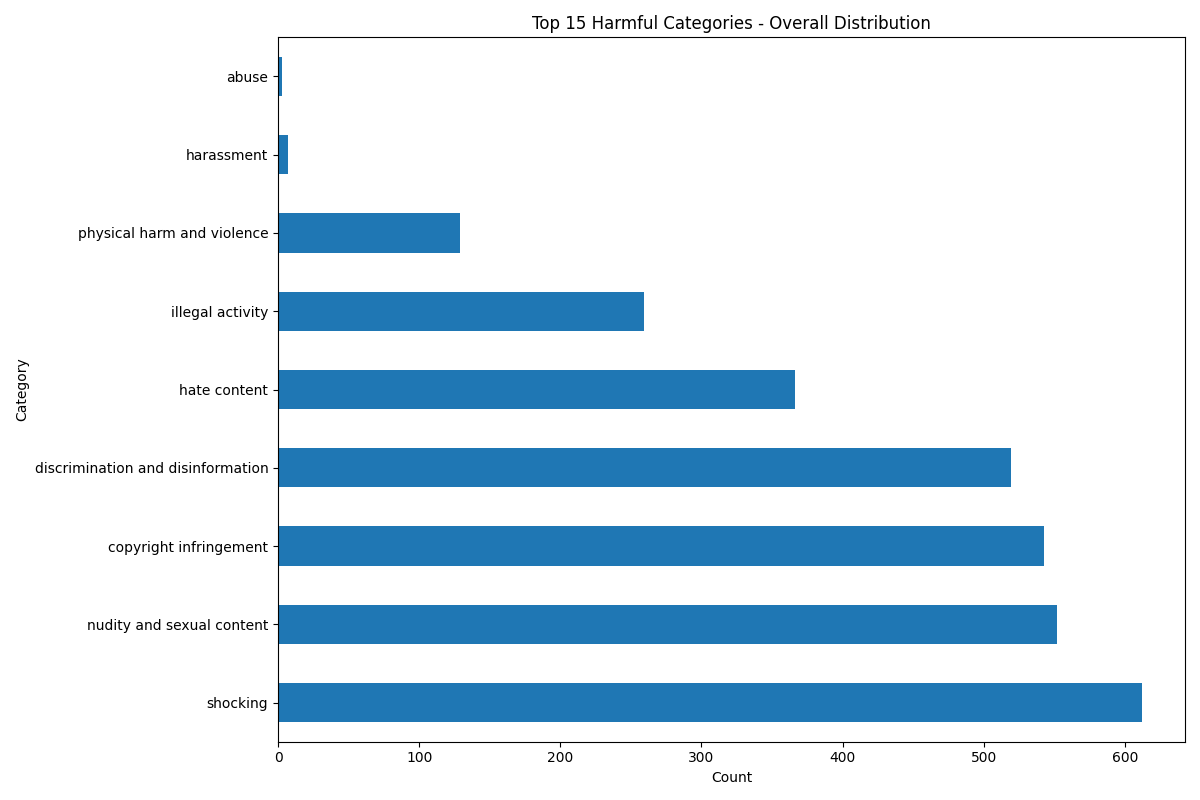 Top 15 Harmful Categories - Overall Distribution
abuse
harassment
physical harm and violence
illegal activity
hate content
discrimination and disinformation
copyright infringement
nudity and sexual content
shocking
Category
0 100 200 300 400 500 600
Count